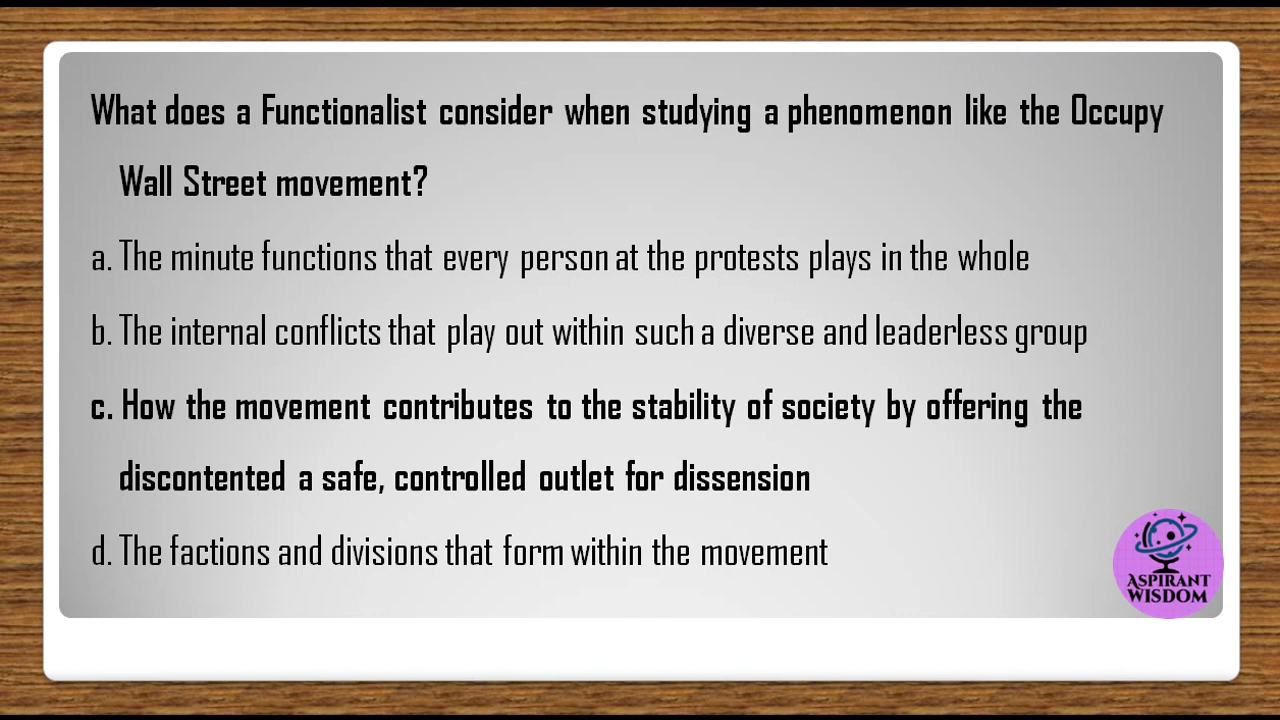 What does a Functionalist consider when studying a phenomenon like the Occupy
Wall Street movement?
a. The minute functions that every person at the protests plays in the whole
b. The internal conflicts that play out within such a diverse and leaderless group
c. How the movement contributes to the stability of society by offering the
discontented a safe, controlled outlet for dissension
d. The factions and divisions that form within the movement
ASPIRANT
WISDOM